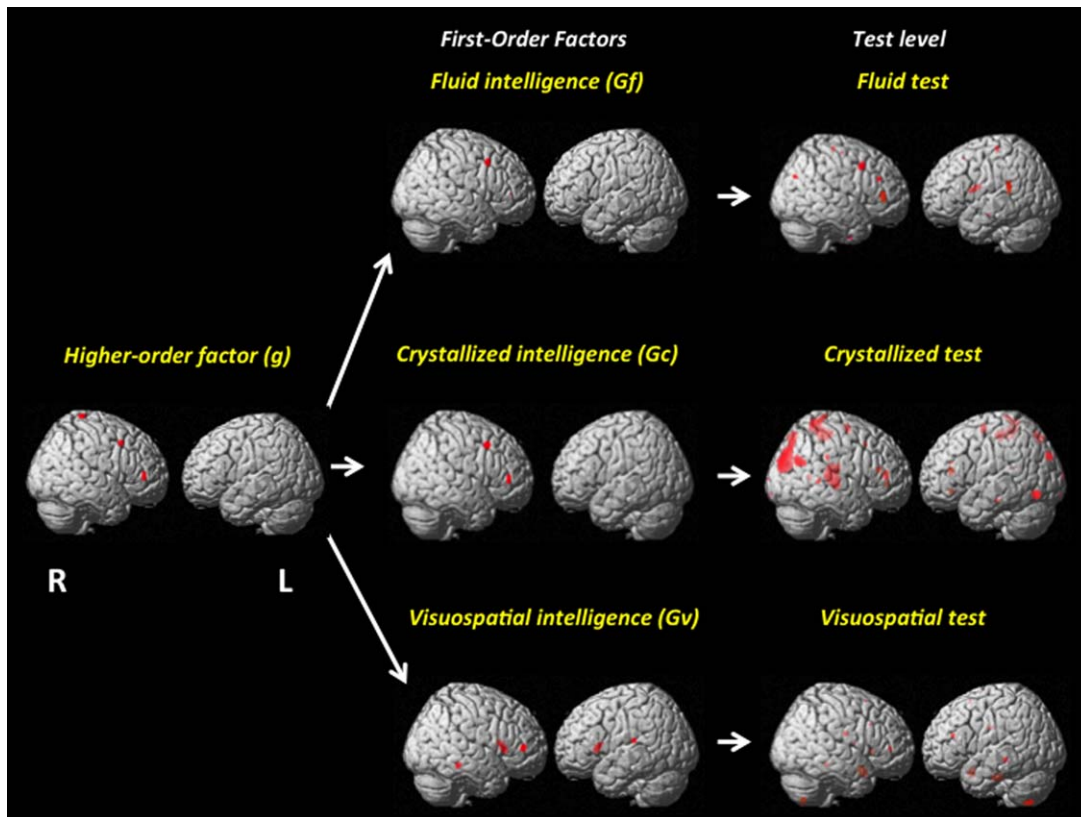 First-Order Factors
Test level
Fluid intelligence (Gf)
Fluid test
Higher-order factor (g)
Crystallized intelligence (Gc)
Crystallized test
R
L
Visuospatial intelligence (Gv)
Visuospatial test